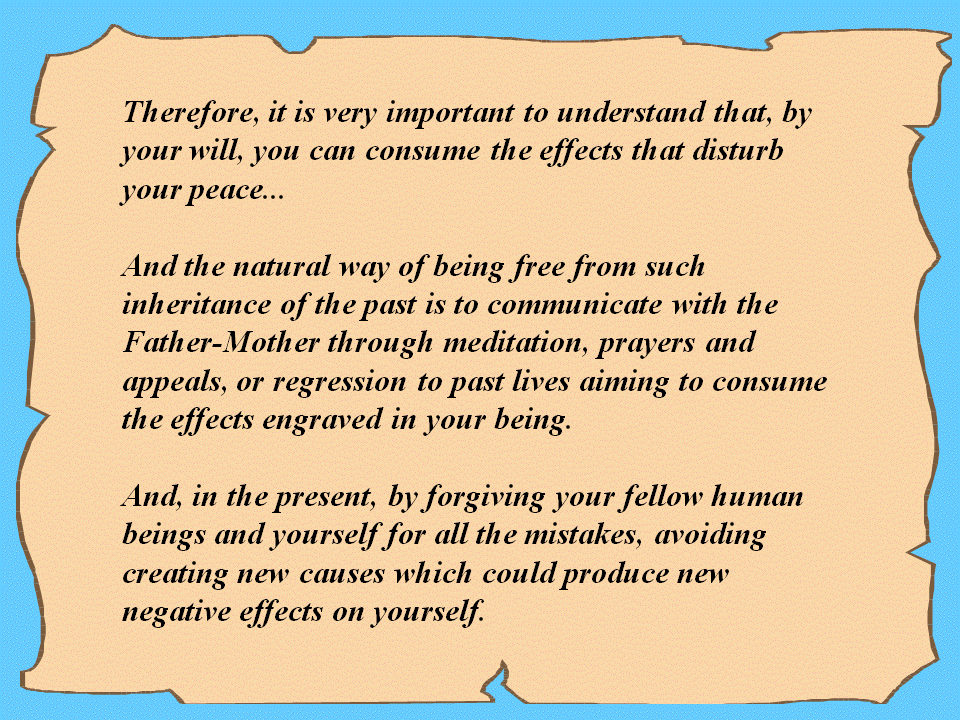 Therefore, it is very important to understand that, by
your will, you can consume the effects that disturb
your peace...
And the natural way of being free from such
inheritance of the past is to communicate with the
Father-Mother through meditation, prayers and
appeals, or regression to past lives aiming to consume
the effects engraved in your being.
And, in the present, by forgiving your fellow human
beings and yourself for all the mistakes, avoiding
creating new causes which could produce new
negative effects on yourself.